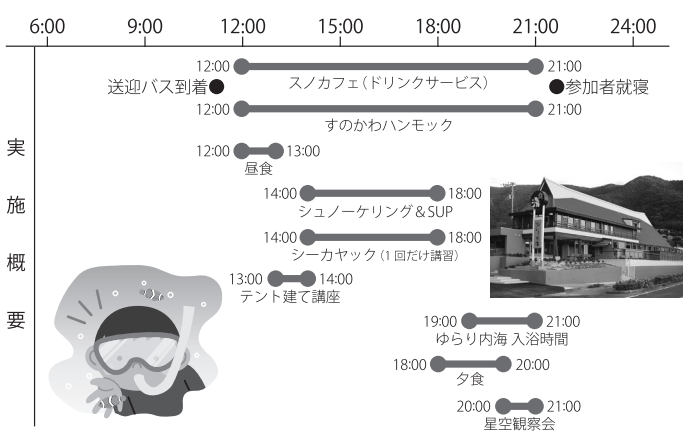 6:00 9:00 12:00 15:00 18:00 21:00 24:00
12:00 21:00
スノカフェ（ドリンクサービス）
送迎バス到着 参加者就寝
12:00 21:00
すのかわハンモック
12:00 13:00
昼食
14:00 18:00
シュノーケリング＆SUP
14:00 18:00
シーカヤック（1回だけ講習）
13:00 14:00
テント建て講座
19:00 21:00
ゆらり内海 入浴時間
18:00 20:00
夕食
20:00 21:00
星空観察会
実施概要